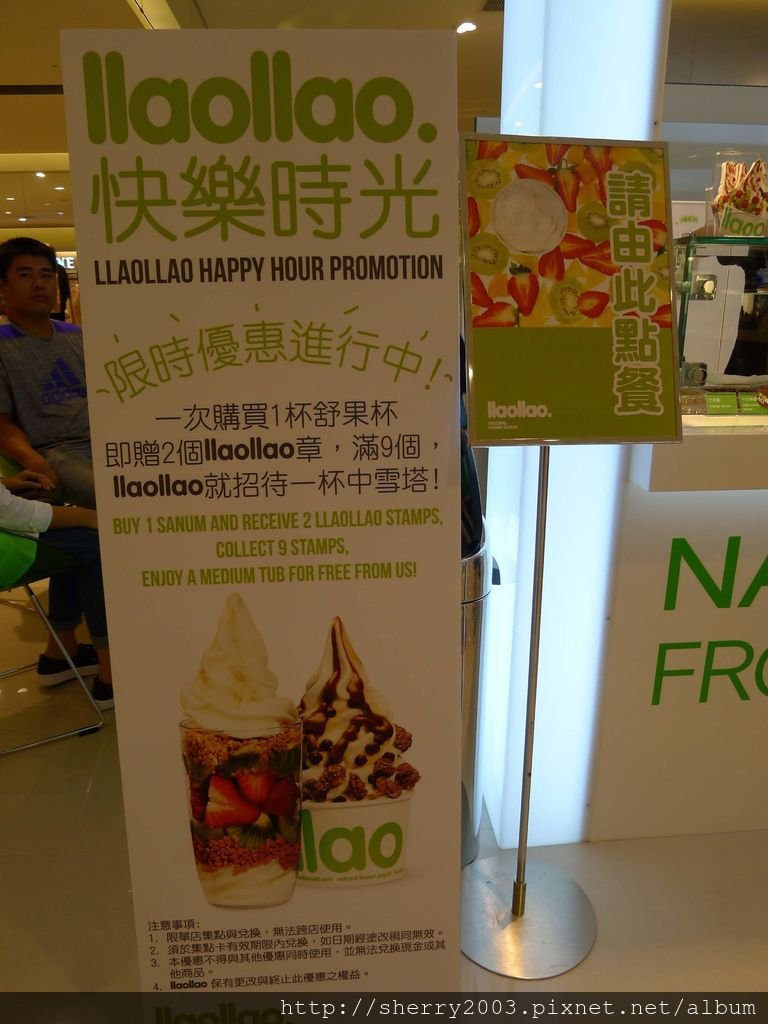 llaollao.
快樂時光
LLAOLLAO HAPPY HOUR PROMOTION
限時優惠進行中!
一次購買1杯舒果杯
即贈2個llaollao章，滿9個，
llaollao就招待一杯中雪塔!
BUY 1 SANUM AND RECEIVE 2 LLAOLLAO STAMPS,
COLLECT 9 STAMPS,
ENJOY A MEDIUM TUB FOR FREE FROM US!
llao
注意事項:
1. 限單店集點與兌換，無法跨店使用。
2. 須於集點卡有效期限內兌換，如日期經塗改視同無效。
3. 本優惠不得與其他優惠同時使用，並無法兌換現金或其
他商品。
4. llaollao 保有更改與終止此優惠之權益。
llaollao.
請由此點餐
llaollao.
NATURAL
FROZEN YOGURT
llaoo
NA
FRO
adidas
http://sherry2003.pixnet.net/album